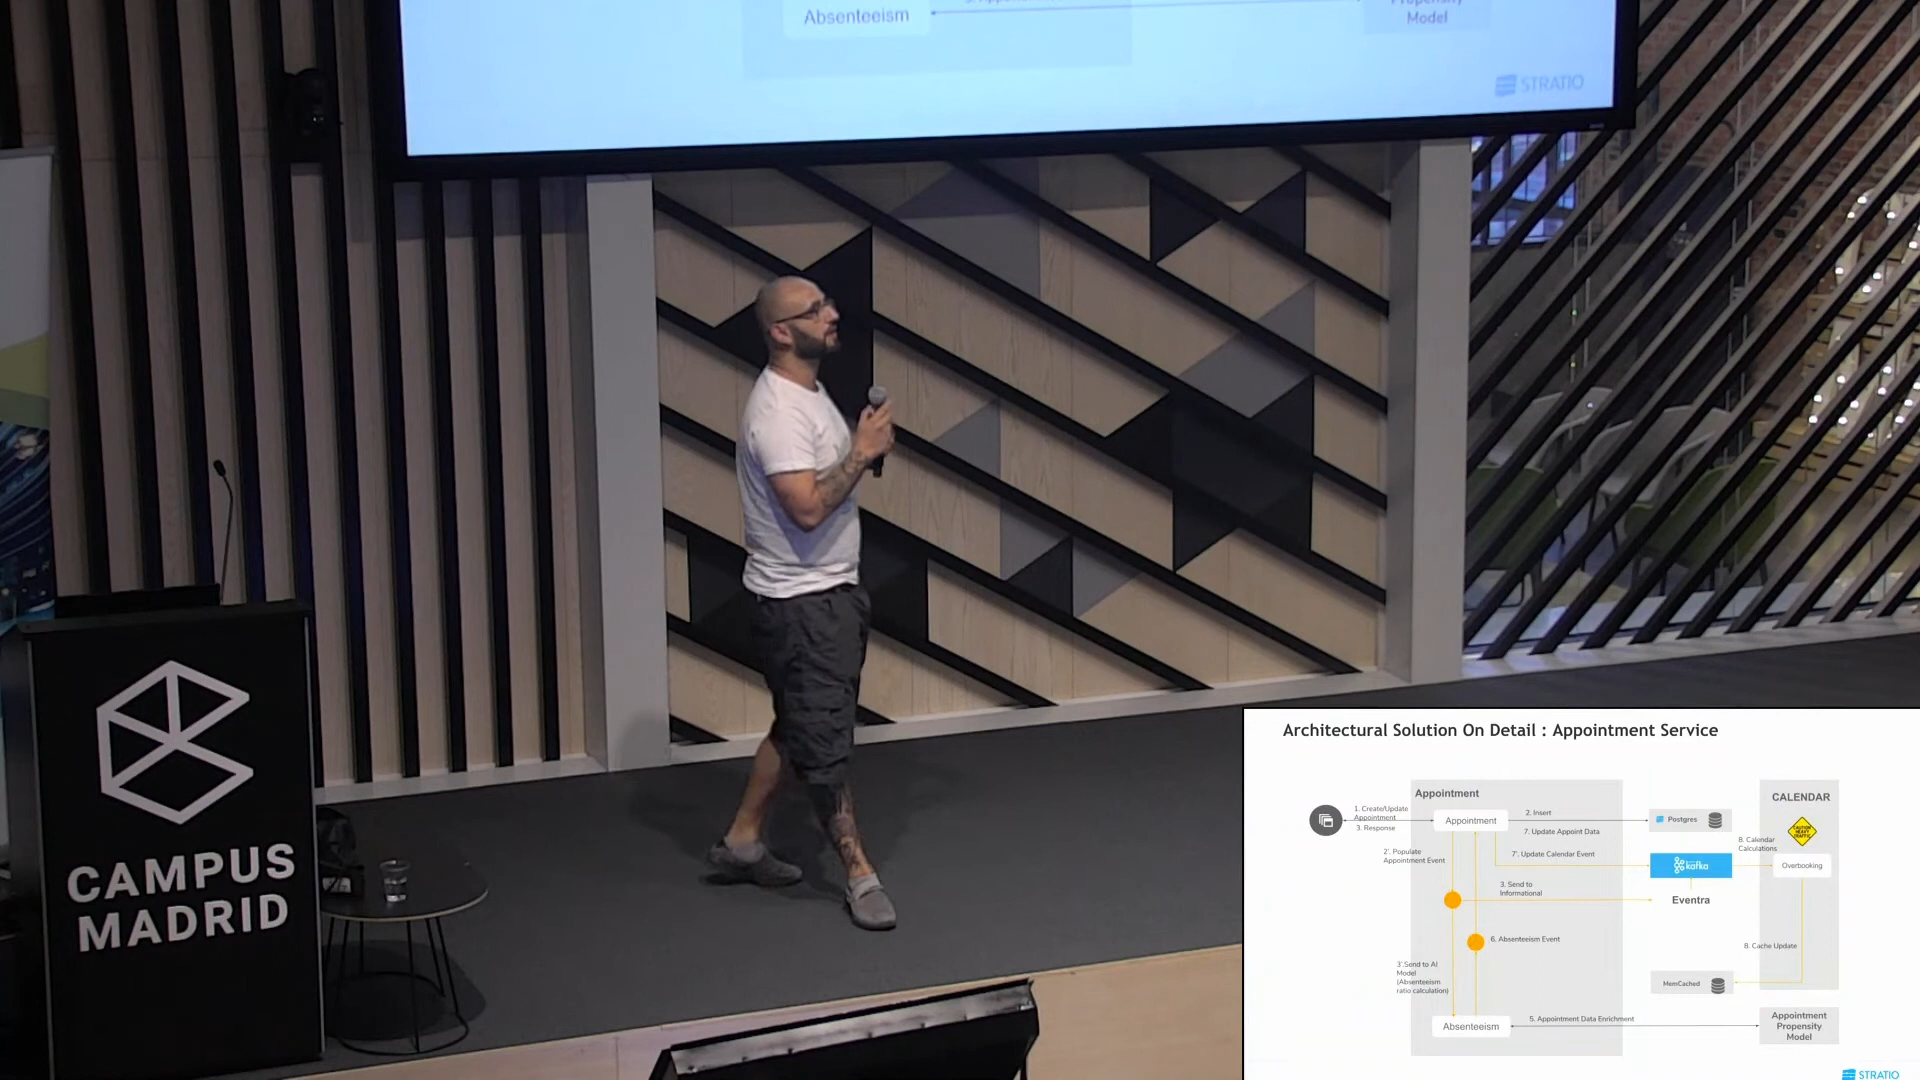 Absenteeism
Model
STRATIO
CAMPUS
MADRID
Architectural Solution On Detail : Appointment Service
Appointment
CALENDAR
1. Create/Update
Appointment
3. Response
Appointment
2. Insert
7. Update Appoint Data
Postgres
CAUTION
HEAVY
TRAFFIC
2'. Populate
Appointment Event
7'. Update Calendar Event
kafka
8. Calendar
Calculations
Overbooking
3. Send to
Informational
Eventra
6. Absenteeism Event
8. Cache Update
3' Send to AI
Model
(Absenteeism
ratio calculation)
MemCached
Absenteeism
5. Appointment Data Enrichment
Appointment
Propensity
Model
STRATIO